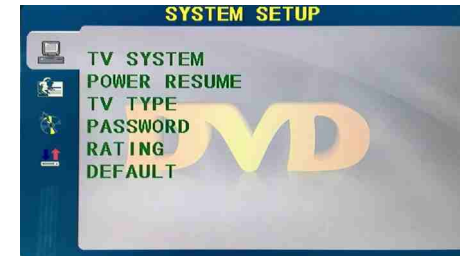 SYSTEM SETUP
TV SYSTEM
POWER RESUME
TV TYPE
PASSWORD
RATING
DEFAULT
DVD